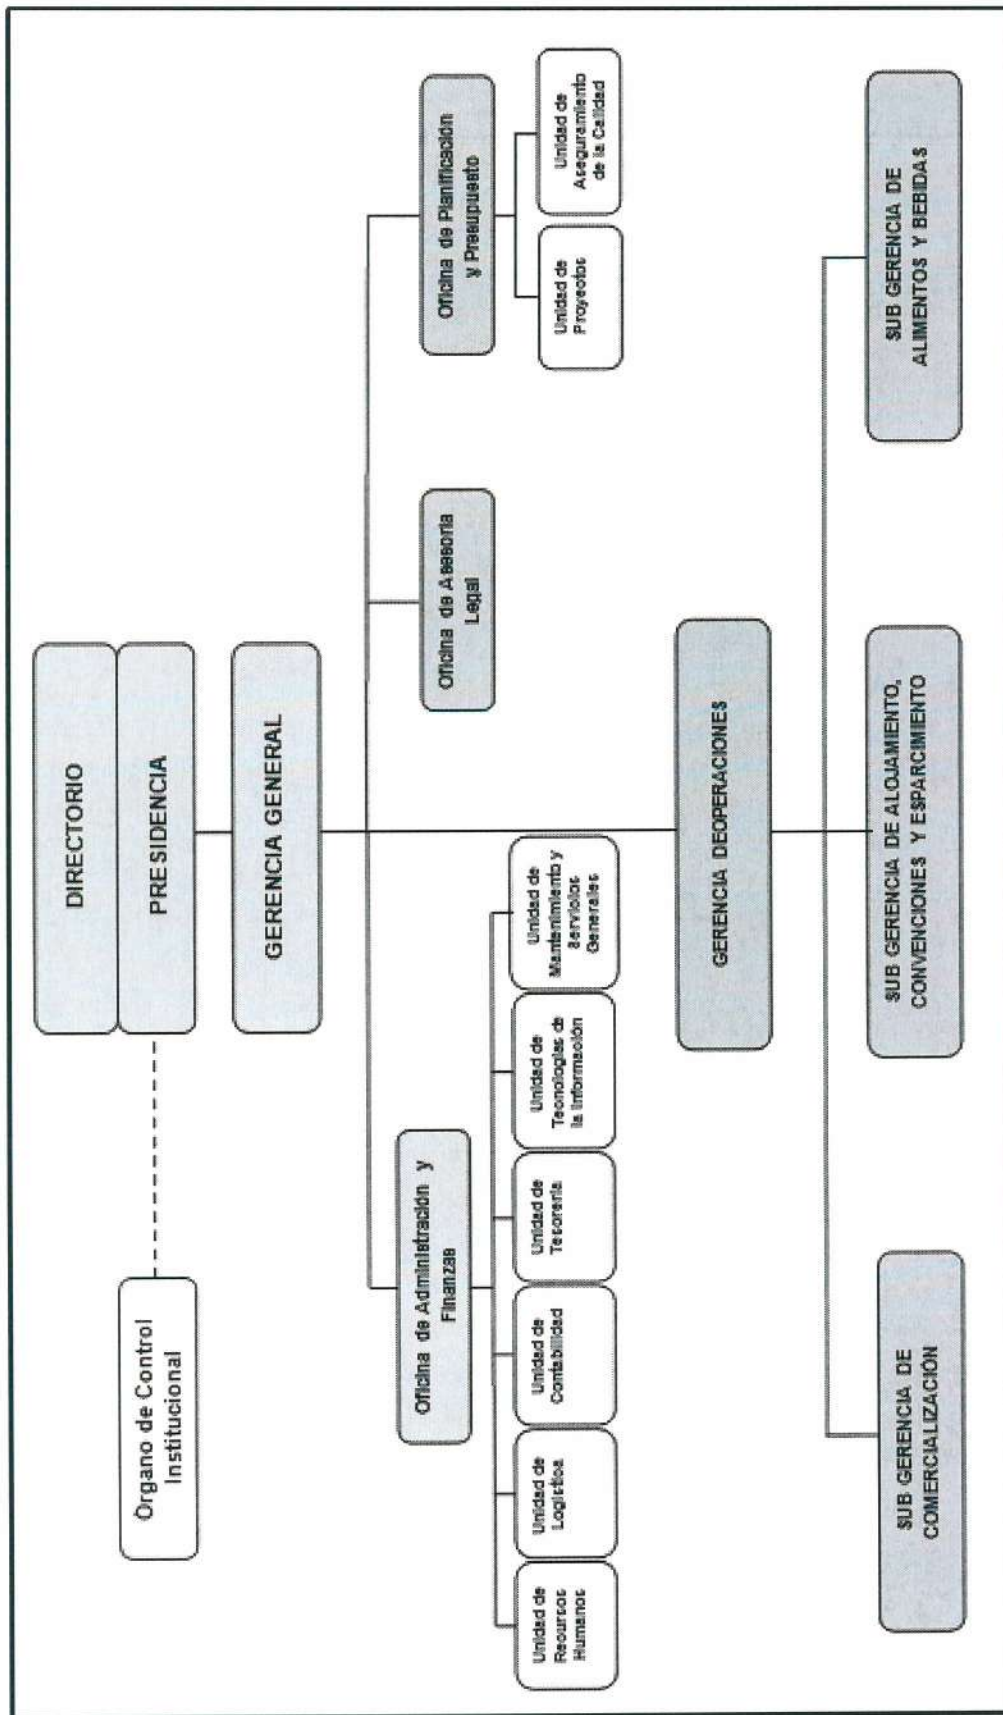 DIRECTORIO
PRESIDENCIA
Órgano de Control
Institucional
GERENCIA GENERAL
Oficina de Administración y
Finanzas
Oficina de Asesoría
Legal
Oficina de Planificación
y Presupuesto
Unidad de
Recursos
Humanos
Unidad de
Logística
Unidad de
Contabilidad
Unidad de
Tesorería
Unidad de
Tecnologías de
la Información
Unidad de
Mantenimiento y
Servicios
Generales
Unidad de
Proyectos
Unidad de
Aseguramiento
de la Calidad
GERENCIA DEOPERACIONES
SUB GERENCIA DE
COMERCIALIZACIÓN
SUB GERENCIA DE ALOJAMIENTO,
CONVENCIONES Y ESPARCIMIENTO
SUB GERENCIA DE
ALIMENTOS Y BEBIDAS